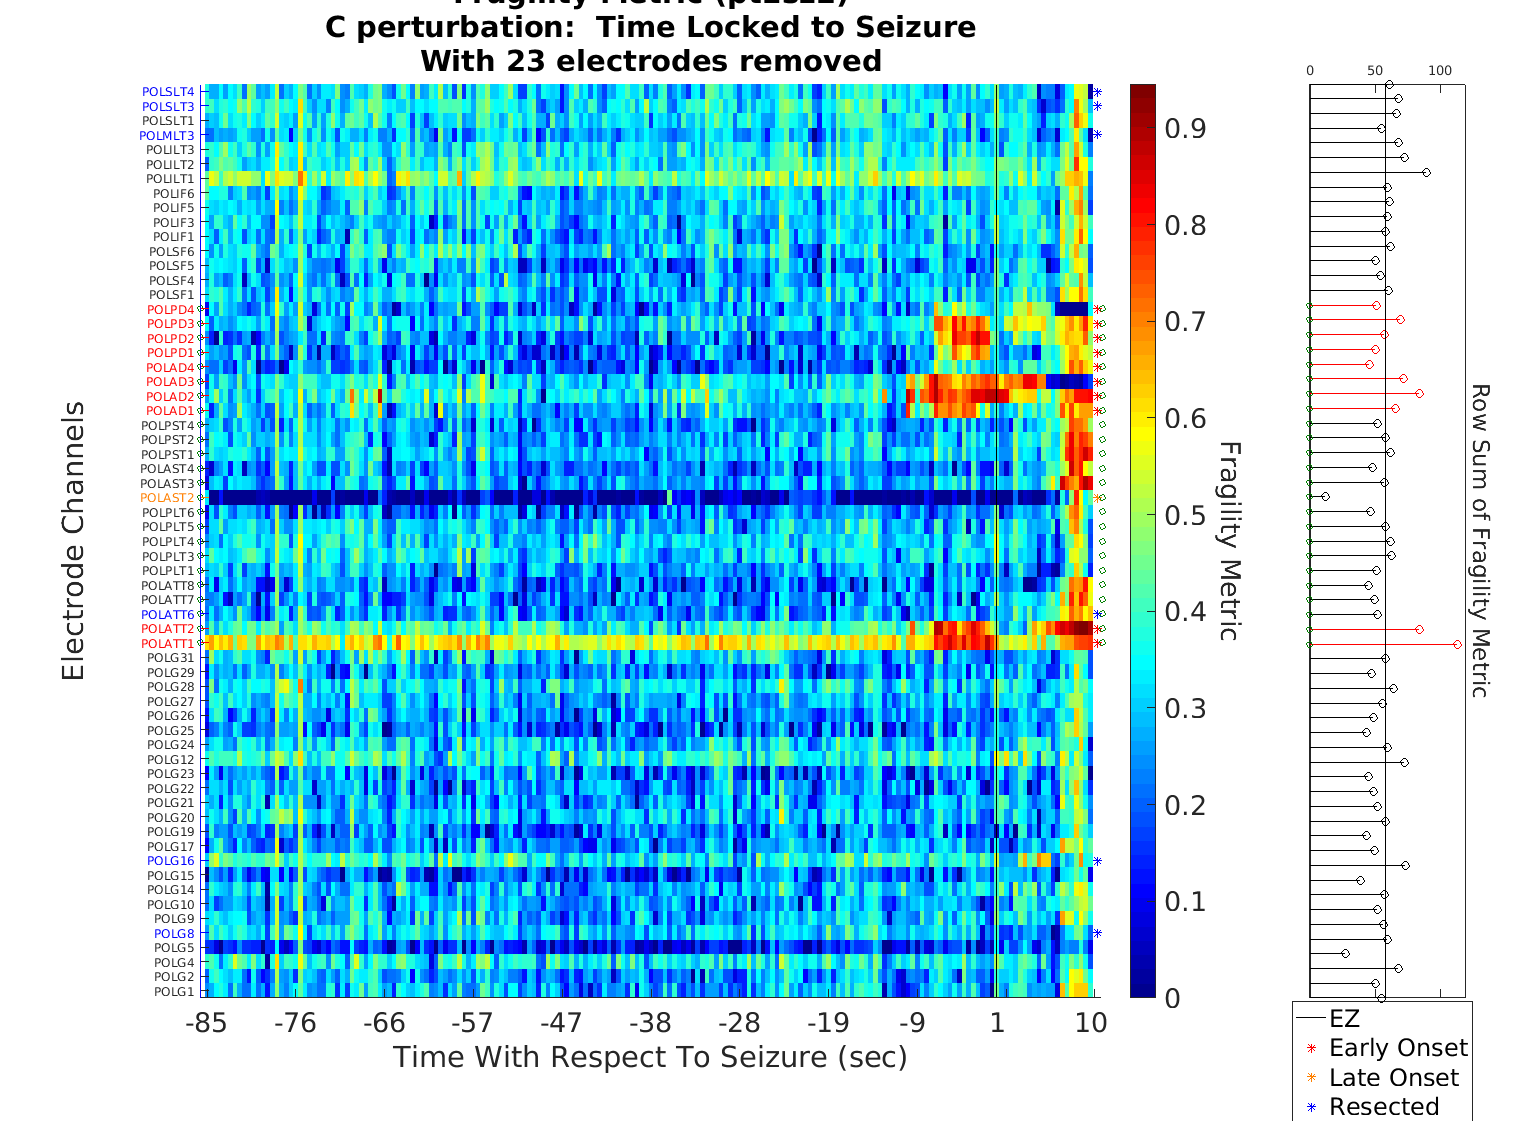 C perturbation: Time Locked to Seizure
With 23 electrodes removed
Electrode Channels
POLSLT4
POLSLT3
POLSLT1
POLMLT3
POLILT3
POLILT2
POLILT1
POLIF6
POLIF5
POLIF3
POLIF1
POLSF6
POLSF5
POLSF4
POLSF1
POLPD4
POLPD3
POLPD2
POLPD1
POLAD4
POLAD3
POLAD2
POLAD1
POLPST4
POLPST2
POLPST1
POLAST4
POLAST3
POLAST2
POLPLT6
POLPLT5
POLPLT4
POLPLT3
POLPLT1
POLATT8
POLATT7
POLATT6
POLATT2
POLATT1
POLG31
POLG29
POLG28
POLG27
POLG26
POLG25
POLG24
POLG12
POLG23
POLG22
POLG21
POLG20
POLG19
POLG17
POLG16
POLG15
POLG14
POLG10
POLG9
POLG8
POLG5
POLG4
POLG2
POLG1
-85 -76 -66 -57 -47 -38 -28 -19 -9 1 10
Time With Respect To Seizure (sec)
0.9
0.8
0.7
0.6
0.5
0.4
0.3
0.2
0.1
0
Fragility Metric
0 50 100
Row Sum of Fragility Metric
EZ
Early Onset
Late Onset
Resected